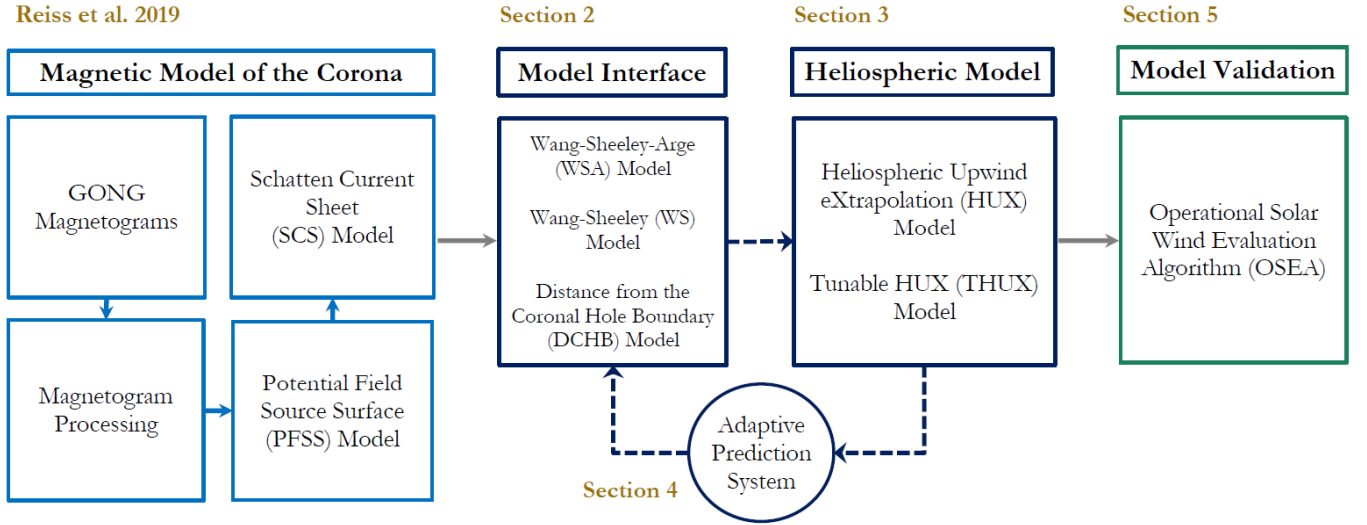 Reiss et al. 2019
Section 2
Section 3
Section 5
Magnetic Model of the Corona
Model Interface
Heliospheric Model
Model Validation
GONG
Magnetograms
Schatten Current
Sheet
(SCS) Model
Magnetogram
Processing
Potential Field
Source Surface
(PFSS) Model
Wang-Sheeley-Arge
(WSA) Model
Wang-Sheeley (WS)
Model
Distance from the
Coronal Hole Boundary
(DCHB) Model
Heliospheric Upwind
eXtrapolation (HUX)
Model
Tunable HUX (THUX)
Model
Operational Solar
Wind Evaluation
Algorithm (OSEA)
Adaptive
Prediction
System
Section 4